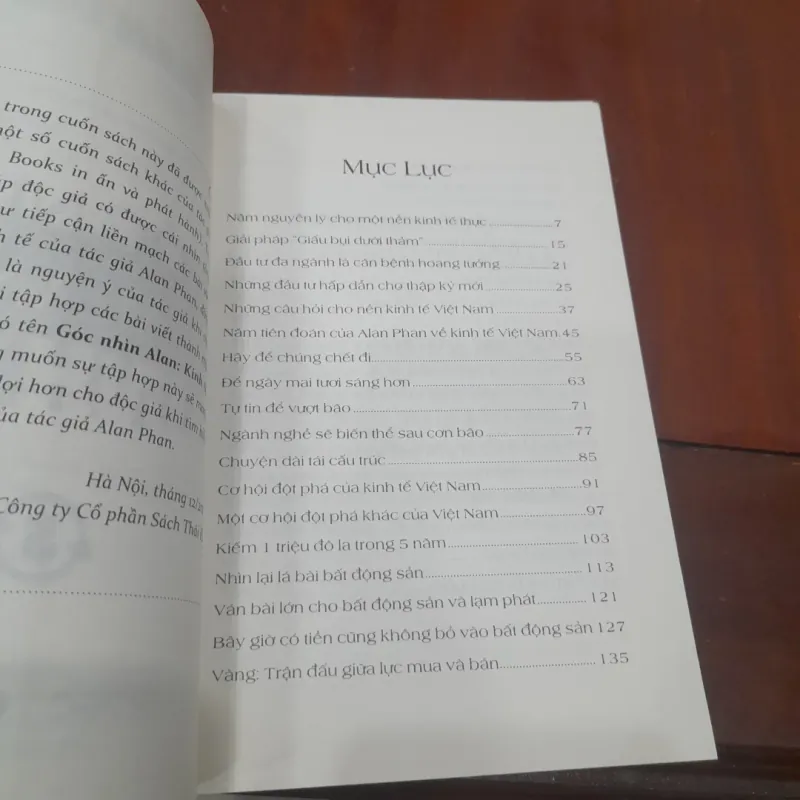 trong cuốn sách này đã được
một số cuốn sách khác của
Books in ấn và phát hành).
độc giả có được cái nhìn
tiếp cận liền mạch các bài
tế của tác giả Alan Phan,
là nguyện ý của tác giả khi
tập hợp các bài viết thành
có tên Góc nhìn Alan: Kinh
muốn sự tập hợp này sẽ
lợi hơn cho độc giả khi tìm
của tác giả Alan Phan.
Hà Nội, tháng
Công ty Cổ phần Sách
Mục Lục
Năm nguyên lý cho một nền kinh tế thực ........ 7
Giải pháp "Giấu bụi dưới thảm" ........ 15
Đầu tư đa ngành là căn bệnh hoang tưởng ........ 21
Những đầu tư hấp dẫn cho thập kỷ mới ........ 25
Những câu hỏi cho nền kinh tế Việt Nam ........ 37
Năm tiên đoán của Alan Phan về kinh tế Việt Nam. 45
Hãy để chúng chết đi ........ 55
Để ngày mai tươi sáng hơn ........ 63
Tự tin để vượt bão ........ 71
Ngành nghề sẽ biến thể sau cơn bão ........ 77
Chuyện dài tái cấu trúc ........ 85
Cơ hội đột phá của kinh tế Việt Nam ........ 91
Một cơ hội đột phá khác của Việt Nam ........ 97
Kiếm 1 triệu đô la trong 5 năm ........ 103
Nhìn lại lá bài bất động sản ........ 113
Ván bài lớn cho bất động sản và lạm phát ........ 121
Bây giờ có tiền cũng không bỏ vào bất động sản 127
Vàng: Trận đấu giữa lực mua và bán ........ 135